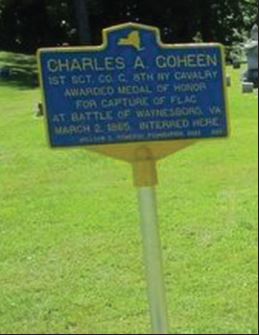 CHARLES A. GOHEEN
1ST SGT. CO. G, 8TH NY CAVALRY
AWARDED MEDAL OF HONOR
FOR CAPTURE OF FLAG
AT BATTLE OF WAYNESBORO, VA
MARCH 2, 1865. INTERRED HERE.
WILLIAM G. POMEROY FOUNDATION